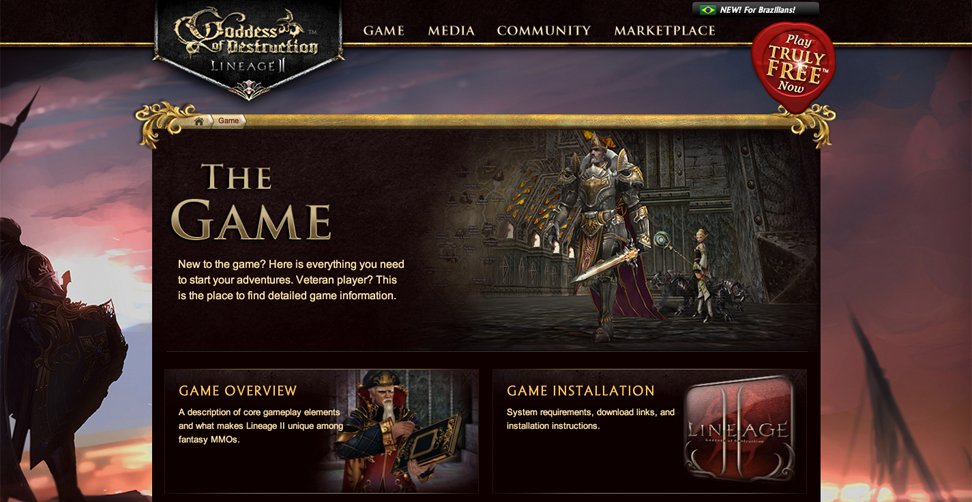 NEW! For Brazilians!
Goddess
of Destruction™
LINEAGE II
GAME MEDIA COMMUNITY MARKETPLACE
Play
TRULY
FREE™
Now
Game
THE
GAME
New to the game? Here is everything you need
to start your adventures. Veteran player? This
is the place to find detailed game information.
GAME OVERVIEW
A description of core gameplay elements
and what makes Lineage II unique among
fantasy MMOs.
GAME INSTALLATION
System requirements, download links, and
installation instructions.
II
LINEAGE